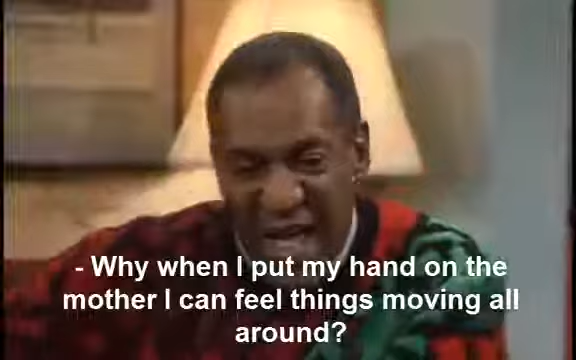 - Why when I put my hand on the
mother I can feel things moving all
around?